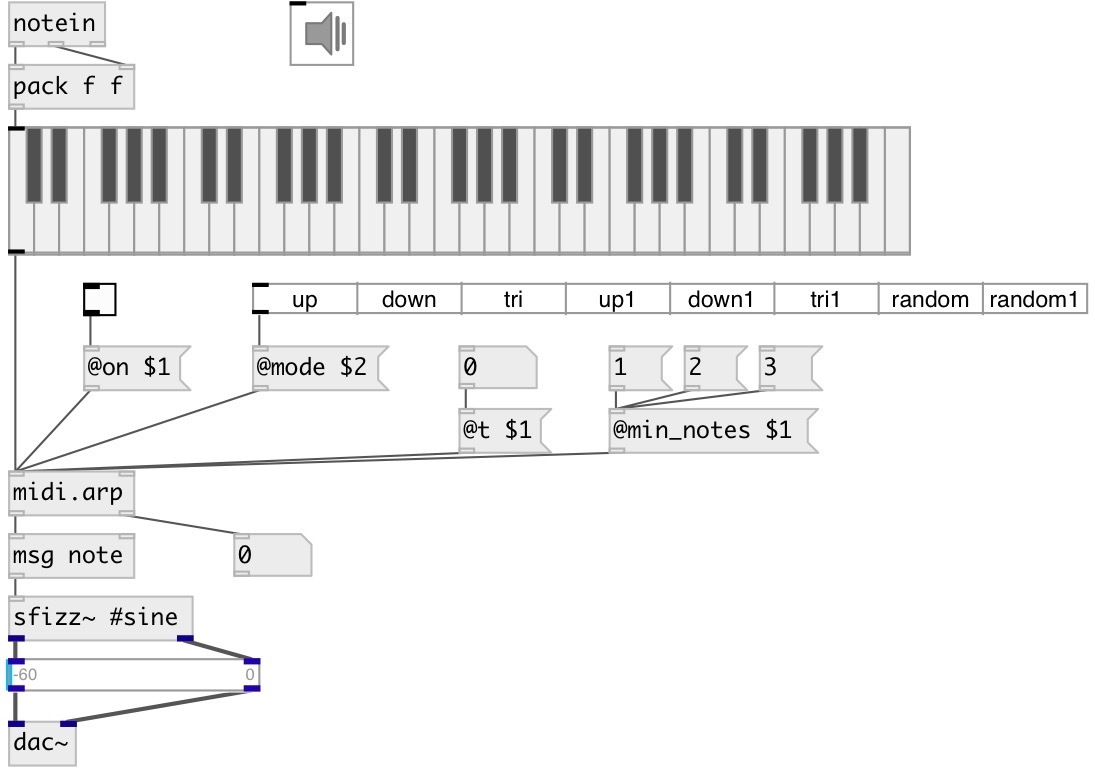 notein
pack f f
up down tri up1 down1 tri1 random random1
@on $1 @mode $2 0 1 2 3
@t $1 @min_notes $1
midi.arp
msg note 0
sfizz~ #sine
-60 0
dac~